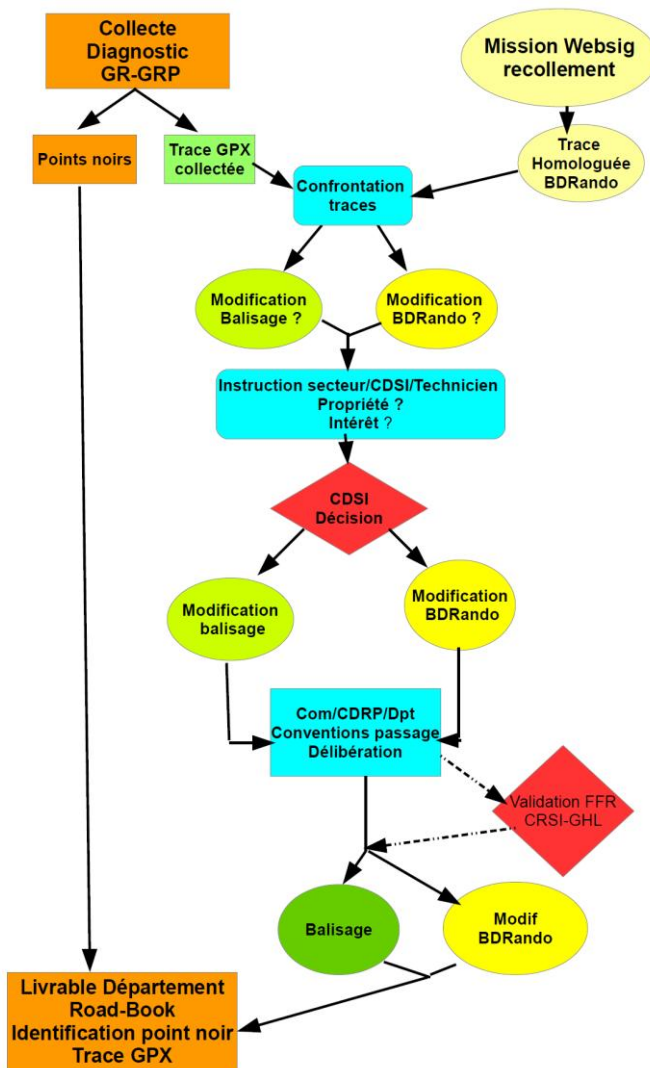 Collecte
Diagnostic
GR-GRP
Mission Websig
recollement
Points noirs
Trace GPX
collectée
Trace
Homologuée
BDRando
Confrontation
traces
Modification
Balisage ?
Modification
BDRando ?
Instruction secteur/CDSI/Technicien
Propriété ?
Intérêt ?
CDSI
Décision
Modification
balisage
Modification
BDRando
Com/CDRP/Dpt
Conventions passage
Délibération
Validation FFR
CRSI-GHL
Balisage
Modif
BDRando
Livrable Département
Road-Book
Identification point noir
Trace GPX